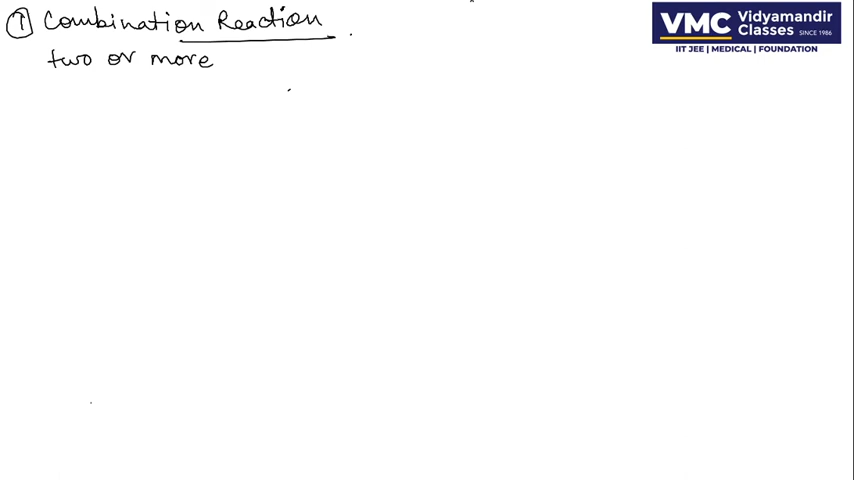 ① Combination Reaction
two or more
VMC Vidyamandir Classes SINCE 1986
IIT JEE | MEDICAL | FOUNDATION